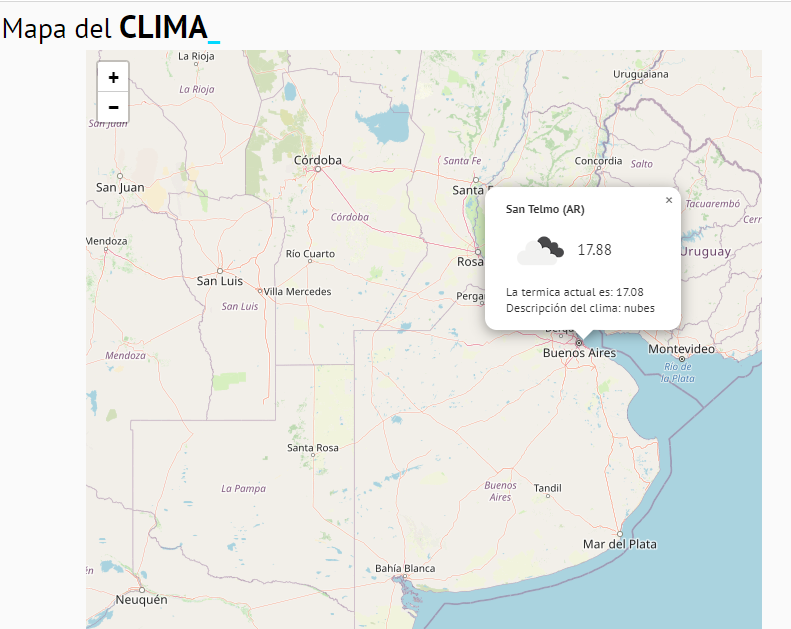 Mapa del CLIMA_
La Rioja
La Rioja
Uruguaiana
+
−
San Juan
Córdoba
Santa Fe
Concordia
Salto
San Juan
Santa
Tacuarembó
×
San Telmo (AR)
Córdoba
Cerr
Mendoza
Río Cuarto
17.88
Uruguay
Rosa
San Luis
Villa Mercedes
Perga
La termica actual es: 17.08
San Luis
Descripción del clima: nubes
Buenos Aires
Montevideo
Mendoza
Río de
la Plata
Santa Rosa
La Pampa
Buenos
Aires
Tandil
Mar del Plata
Bahía Blanca
Neuquén